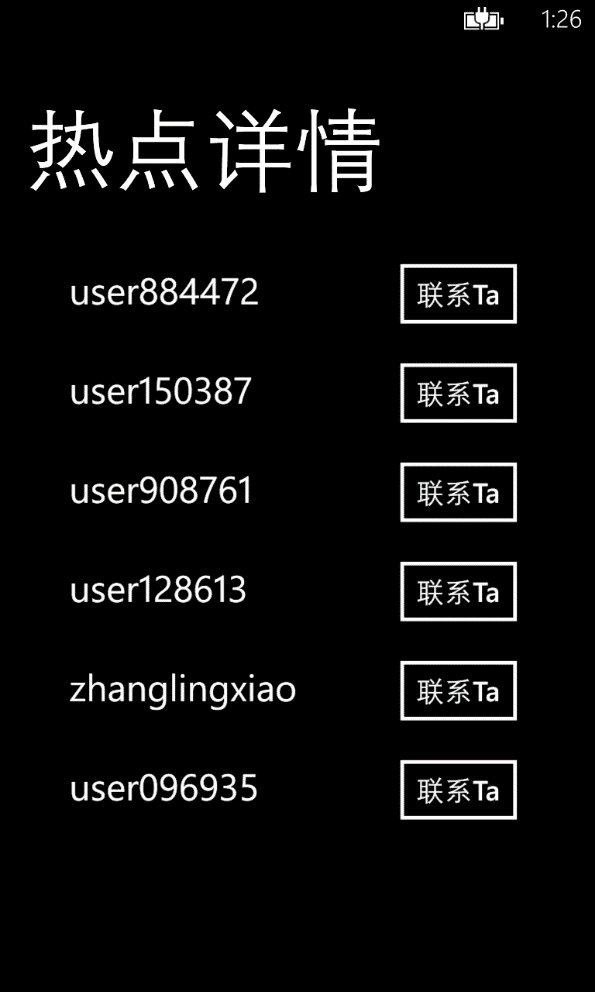 1:26
热点详情
user884472 联系Ta
user150387 联系Ta
user908761 联系Ta
user128613 联系Ta
zhanglingxiao 联系Ta
user096935 联系Ta